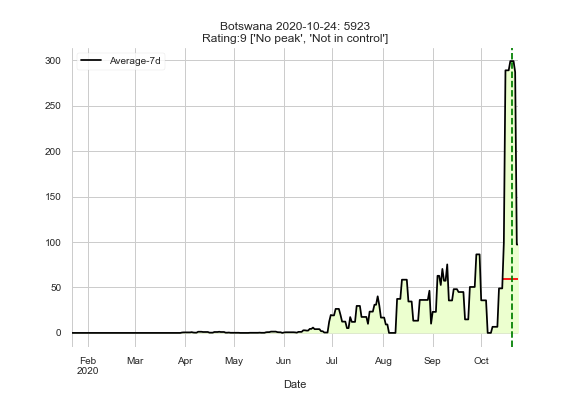 Botswana 2020-10-24: 5923
Rating:9 ['No peak', 'Not in control']
Average-7d
300
250
200
150
100
50
0
Feb Mar Apr May Jun Jul Aug Sep Oct
2020
Date